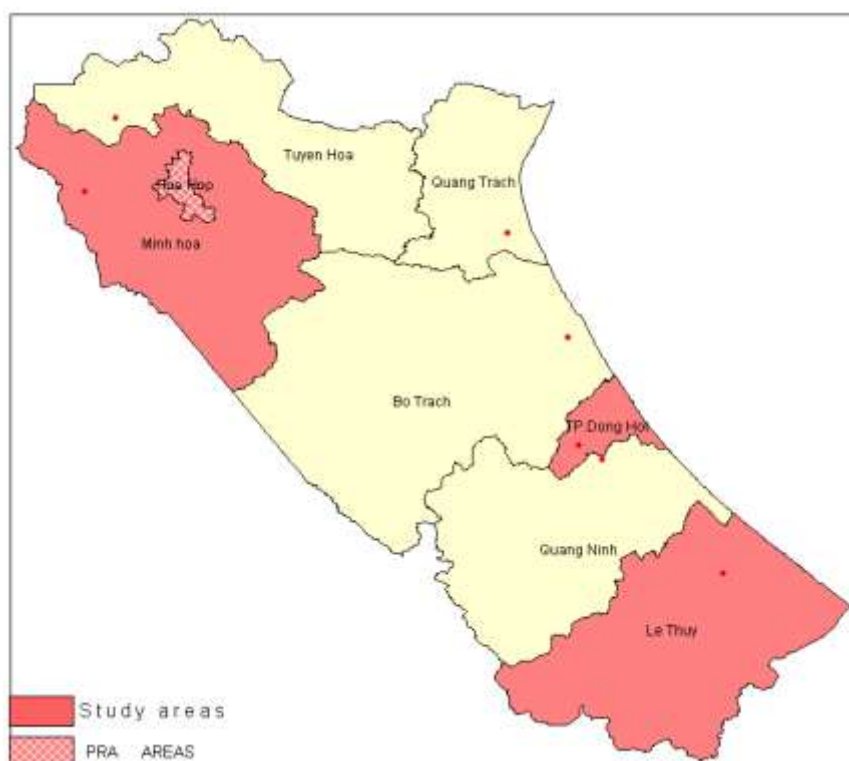 Tuyen Hoa
Quang Trach
Hoa Hop
Minh hoa
Bo Trach
TP.Dong Hoi
Quang Ninh
Le Thuy
Study areas
PRA AREAS